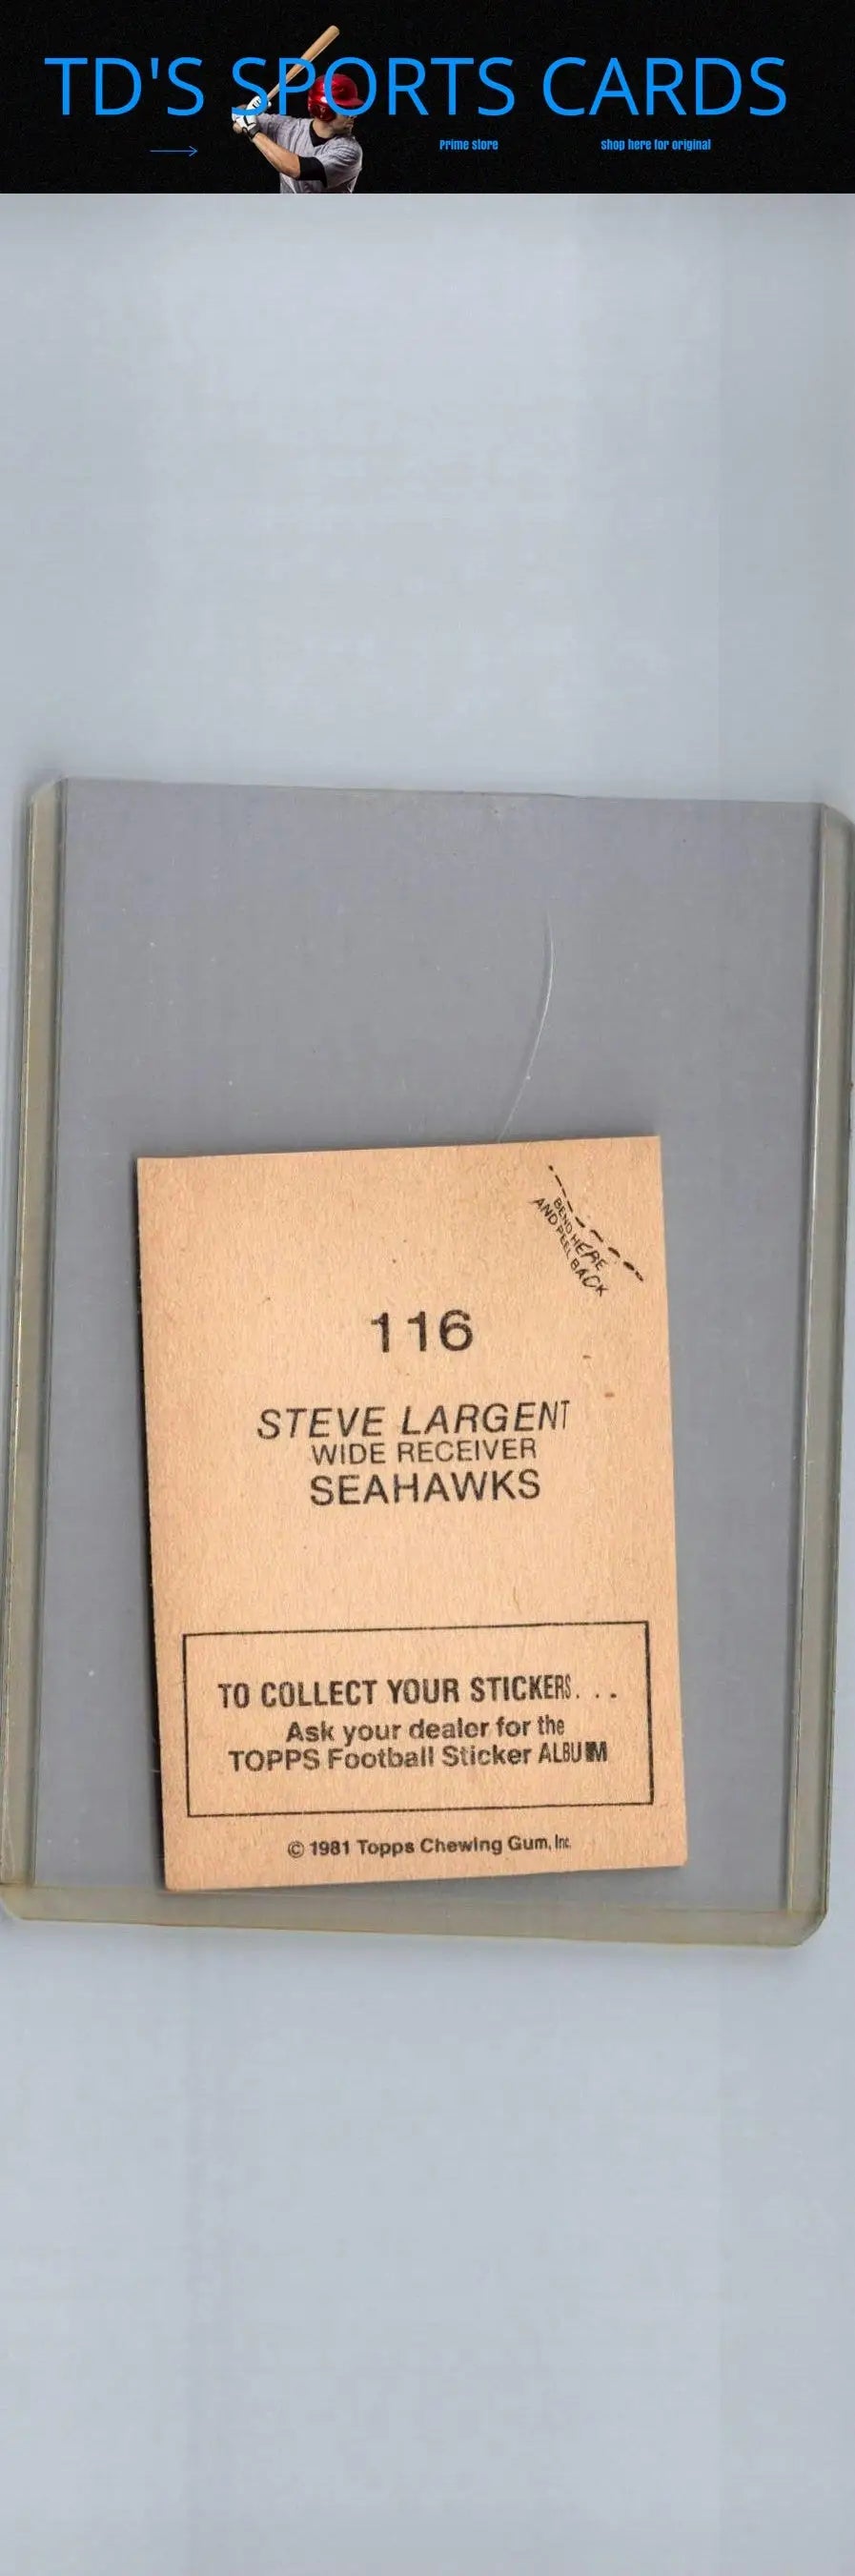 TD'S SPORTS CARDS
Prime store
shop here for original
BEND HERE
AND PEEL BACK
116
STEVE LARGENT
WIDE RECEIVER
SEAHAWKS
TO COLLECT YOUR STICKERS. . .
Ask your dealer for the
TOPPS Football Sticker ALBUM
© 1981 Topps Chewing Gum, Inc.